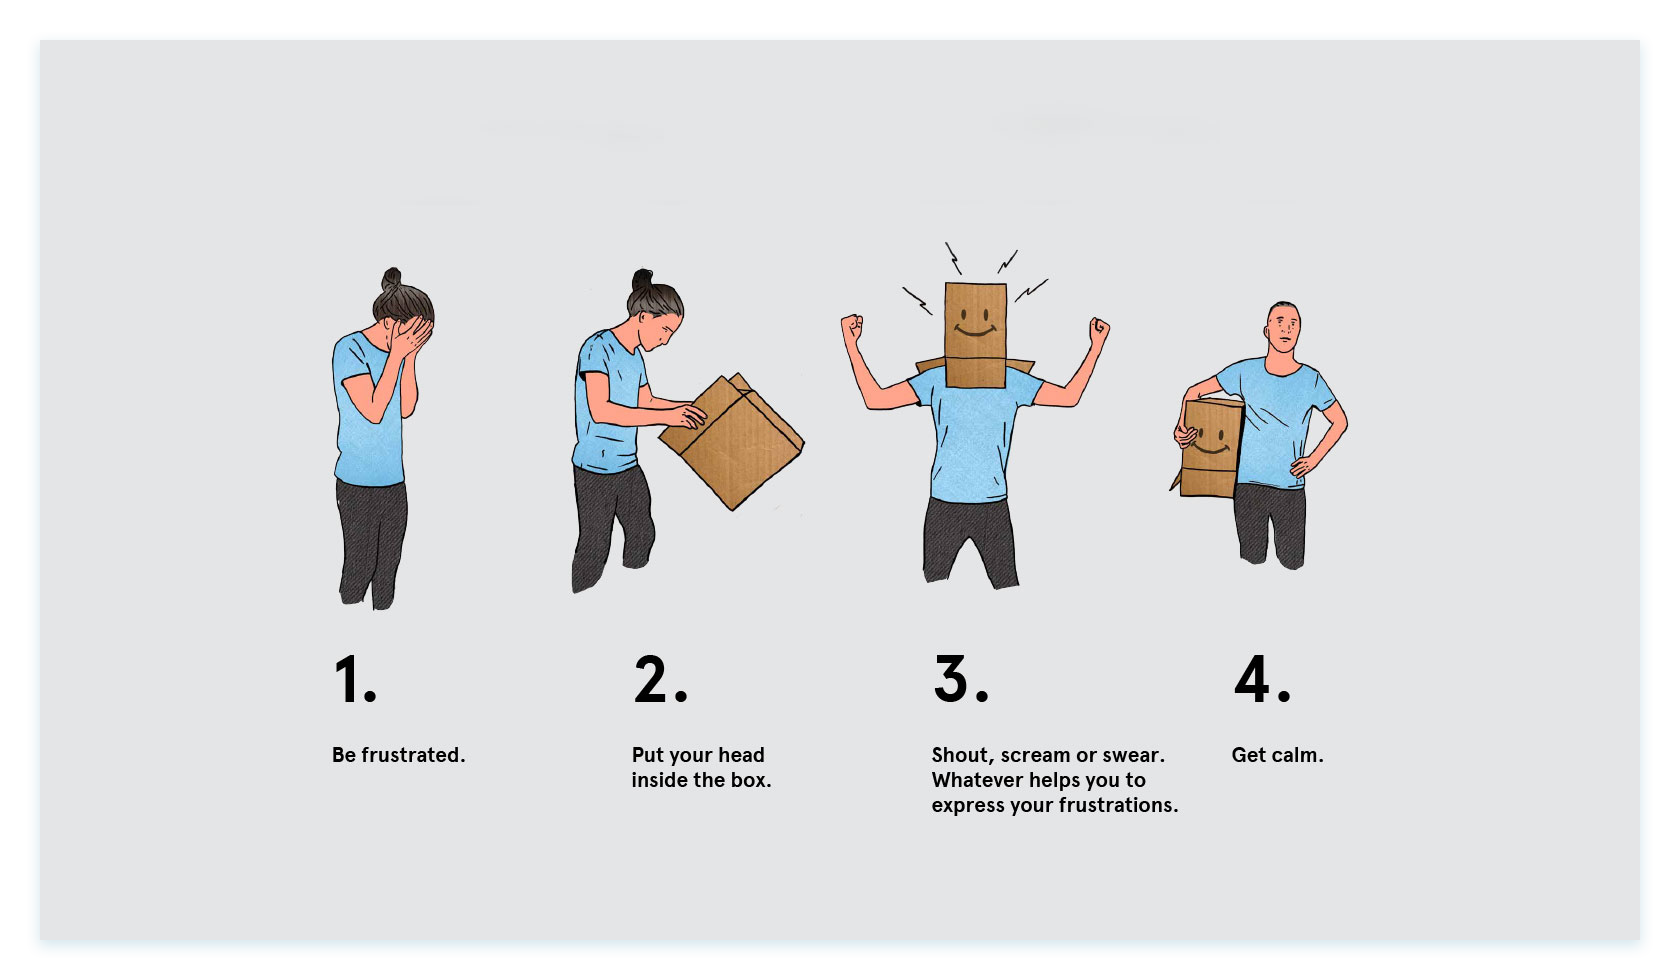 1.
Be frustrated.
2.
Put your head
inside the box.
3.
Shout, scream or swear.
Whatever helps you to
express your frustrations.
4.
Get calm.